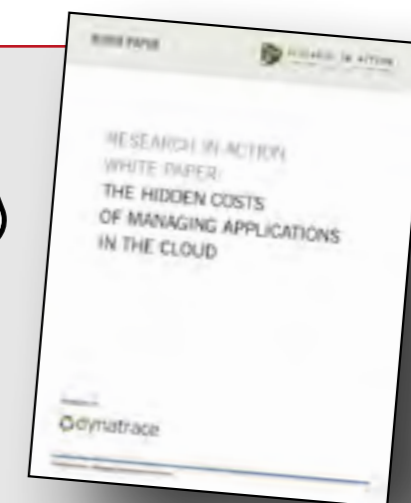 WHITE PAPER
RESEARCH IN ACTION
RESEARCH IN ACTION
WHITE PAPER:
THE HIDDEN COSTS
OF MANAGING APPLICATIONS
IN THE CLOUD
dynatrace